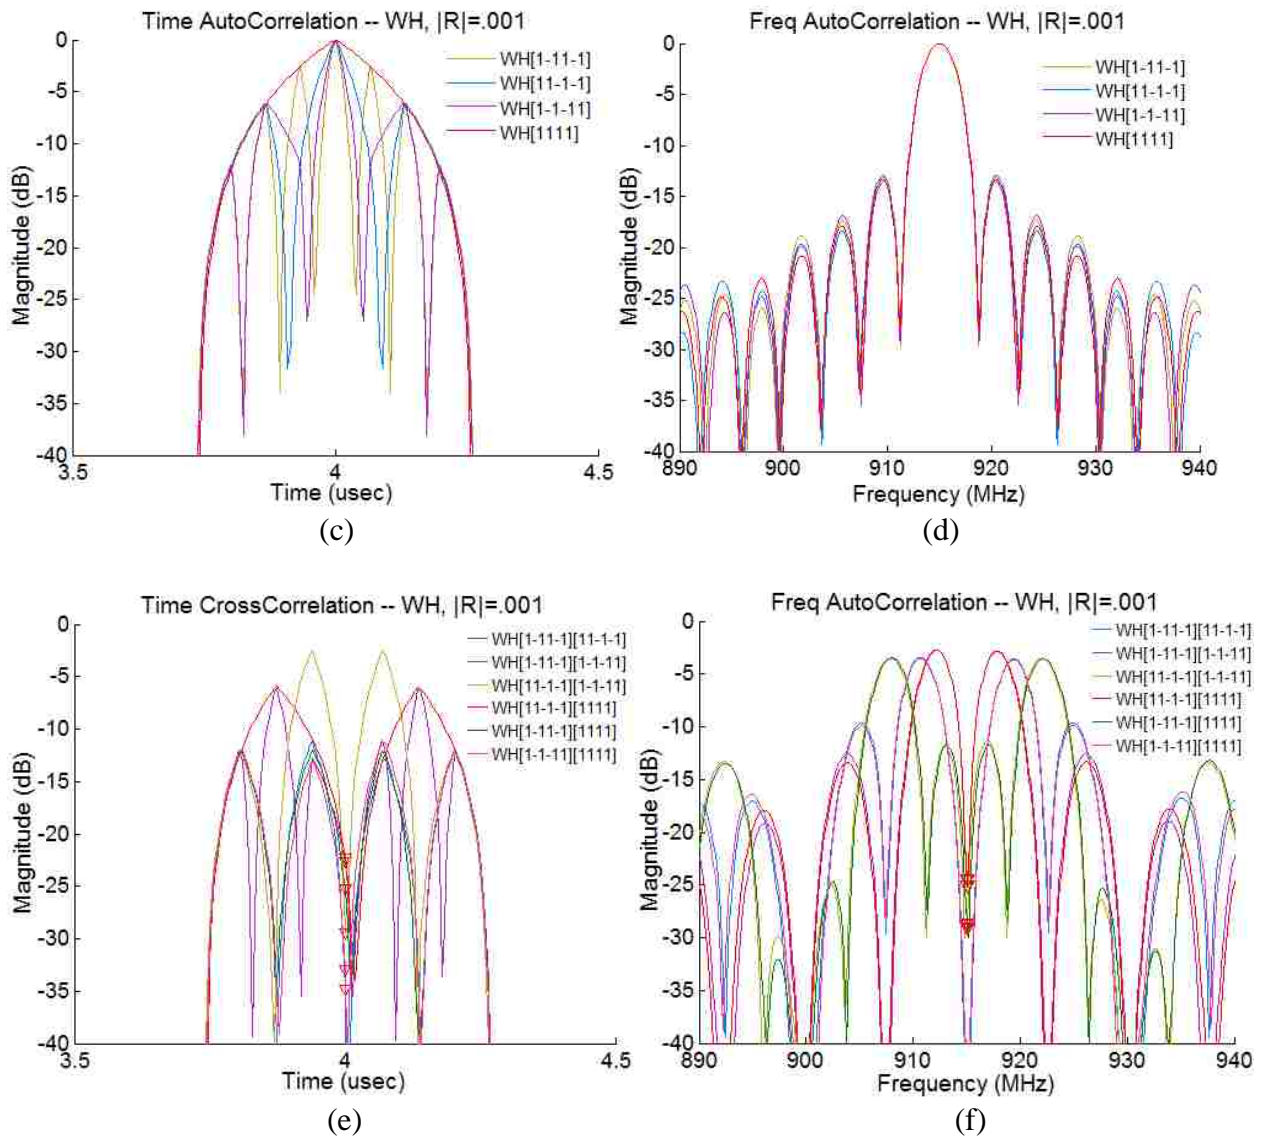 Time AutoCorrelation -- WH, |R|=.001
0
-5
-10
-15
-20
-25
-30
-35
-40
Magnitude (dB)
WH[1-11-1]
WH[11-1-1]
WH[1-1-11]
WH[1111]
3.5
4
4.5
Time (usec)
(c)
Freq AutoCorrelation -- WH, |R|=.001
0
-5
-10
-15
-20
-25
-30
-35
-40
Magnitude (dB)
WH[1-11-1]
WH[11-1-1]
WH[1-1-11]
WH[1111]
890
900
910
920
930
940
Frequency (MHz)
(d)
Time CrossCorrelation -- WH, |R|=.001
0
-5
-10
-15
-20
-25
-30
-35
-40
Magnitude (dB)
WH[1-11-1][11-1-1]
WH[1-11-1][1-1-11]
WH[11-1-1][1-1-11]
WH[11-1-1][1111]
WH[1-11-1][1111]
WH[1-1-11][1111]
3.5
4
4.5
Time (usec)
(e)
Freq AutoCorrelation -- WH, |R|=.001
0
-5
-10
-15
-20
-25
-30
-35
-40
Magnitude (dB)
WH[1-11-1][11-1-1]
WH[1-11-1][1-1-11]
WH[11-1-1][1-1-11]
WH[11-1-1][1111]
WH[1-11-1][1111]
WH[1-1-11][1111]
890
900
910
920
930
940
Frequency (MHz)
(f)